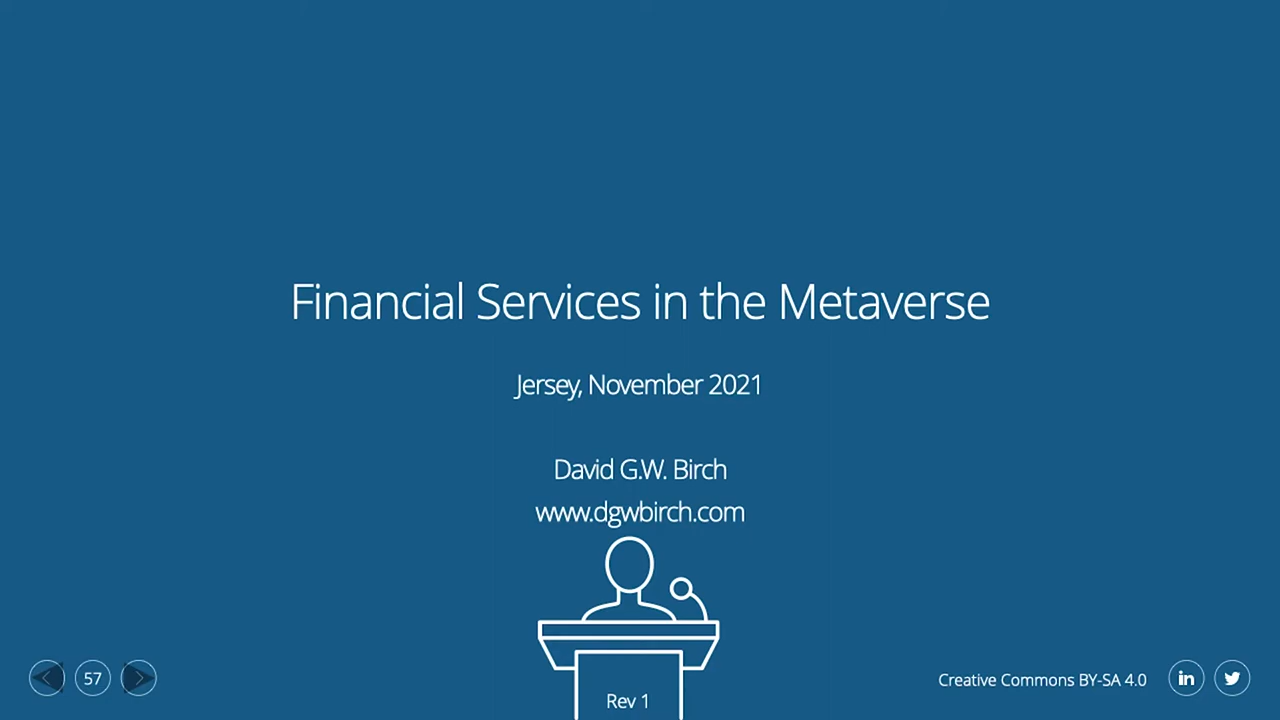 Financial Services in the Metaverse
Jersey, November 2021
David G.W. Birch
www.dgwbirch.com
Rev 1
57
Creative Commons BY-SA 4.0
in